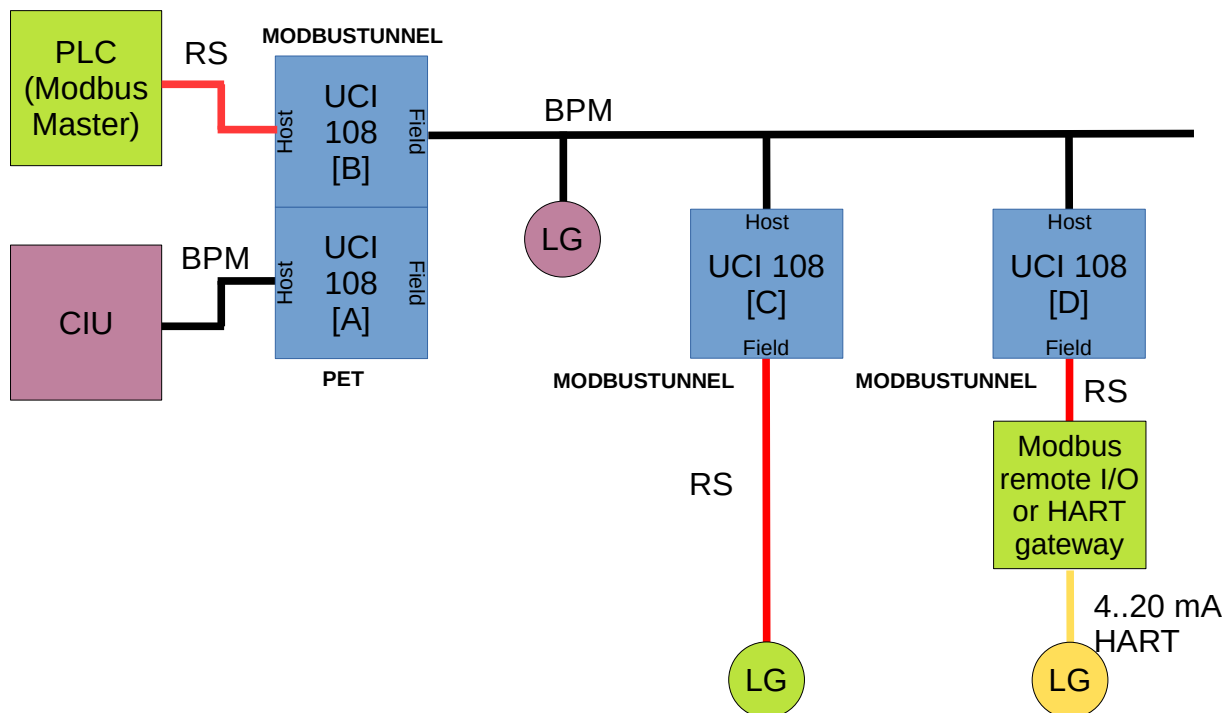 PLC
(Modbus
Master)
RS
MODBUSTUNNEL
Host
UCI
108
[B]
Field
BPM
CIU
BPM
Host
UCI
108
[A]
Field
PET
LG
Host
UCI 108
[C]
Field
MODBUSTUNNEL
Host
UCI 108
[D]
Field
MODBUSTUNNEL
RS
RS
Modbus
remote I/O
or HART
gateway
4..20 mA
HART
LG
LG